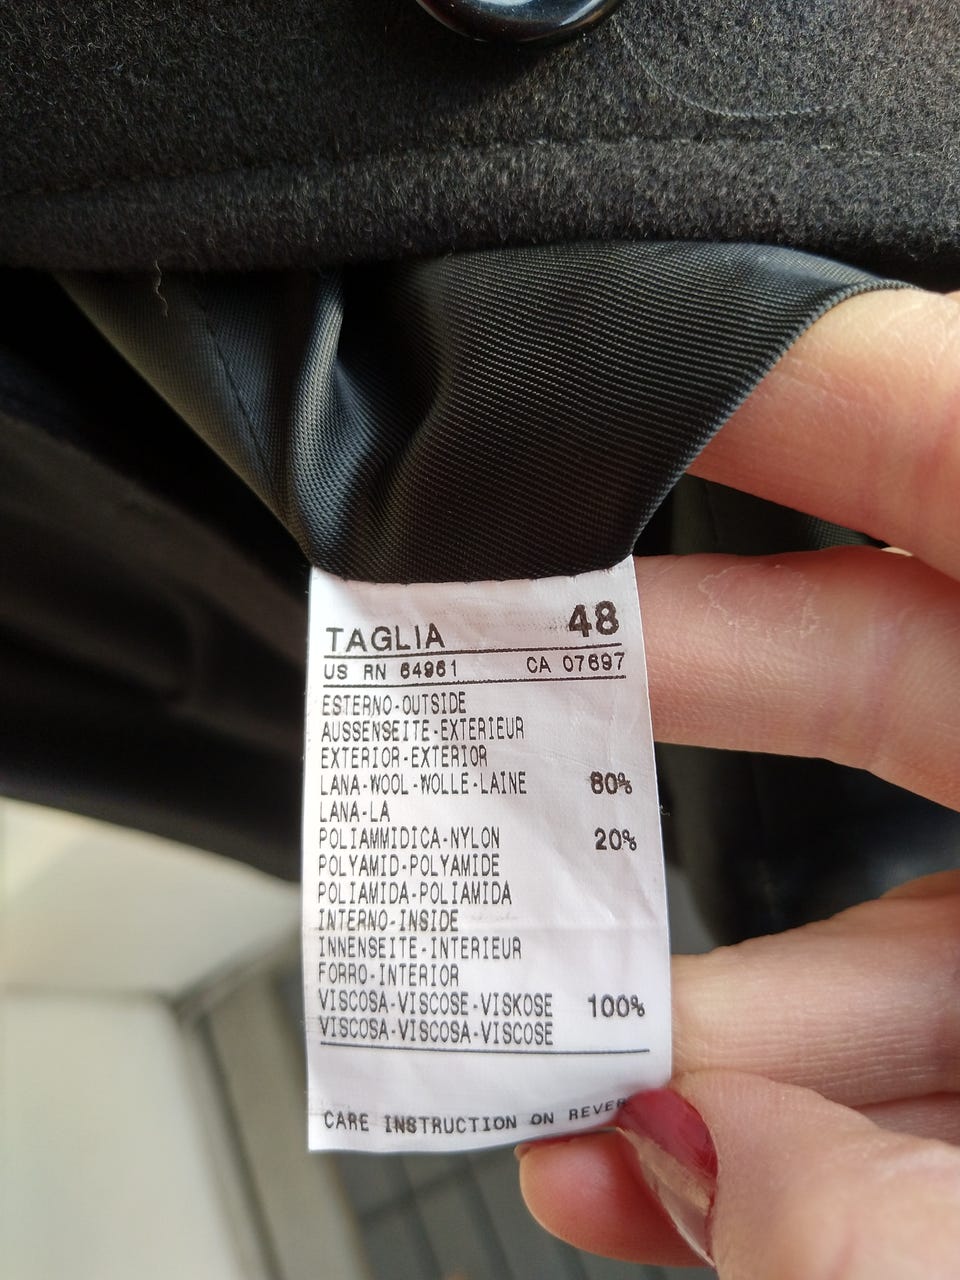 TAGLIA 48
US RN 64961 CA 07697
ESTERNO-OUTSIDE
AUSSENSEITE-EXTERIEUR
EXTERIOR-EXTERIOR
LANA-WOOL-WOLLE-LAINE 80%
LANA-LA
POLIAMMIDICA-NYLON 20%
POLYAMID-POLYAMIDE
POLIAMIDA-POLIAMIDA
INTERNO-INSIDE
INNENSEITE-INTERIEUR
FORRO-INTERIOR
VISCOSA-VISCOSE-VISKOSE 100%
VISCOSA-VISCOSA-VISCOSE
CARE INSTRUCTION ON REVER